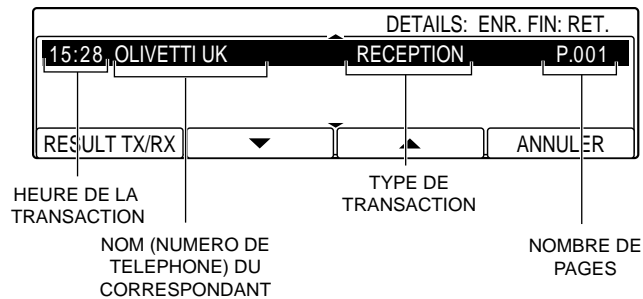 DETAILS: ENR. FIN: RET.
15:28 OLIVETTI UK RECEPTION P.001
RESULT TX/RX ANNULER
HEURE DE LA
TRANSACTION
TYPE DE
TRANSACTION
NOM (NUMERO DE
TELEPHONE) DU
CORRESPONDANT
NOMBRE DE
PAGES